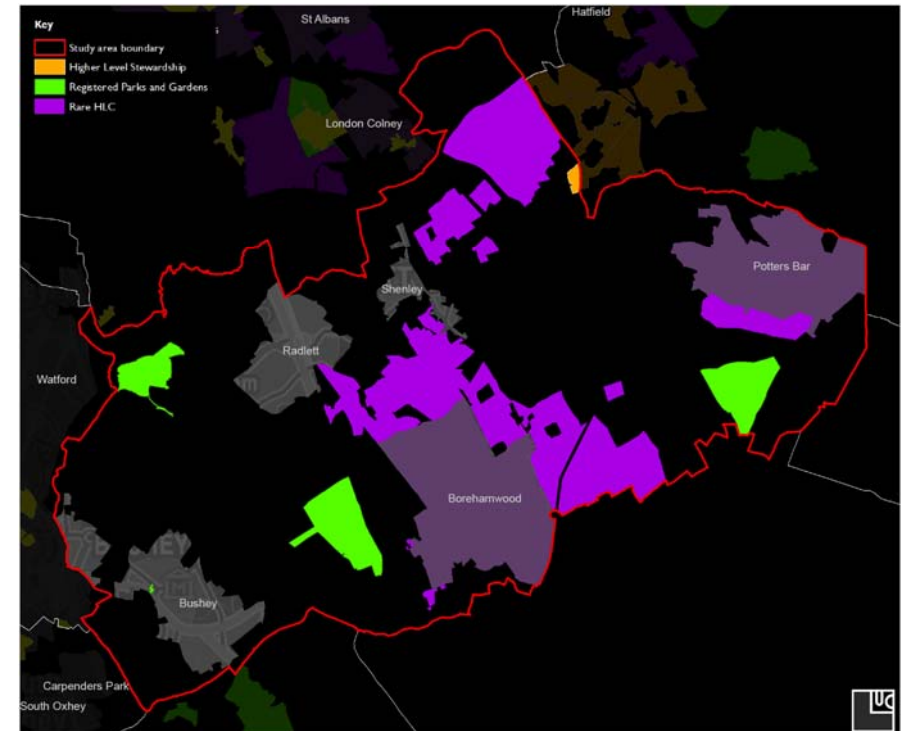 St Albans
Hatfield
Key
Study area boundary
Higher Level Stewardship
Registered Parks and Gardens
Rare HLC
London Colney
Potters Bar
Shenley
Radlett
Watford
Borehamwood
Bushey
Carpenders Park
South Oxhey